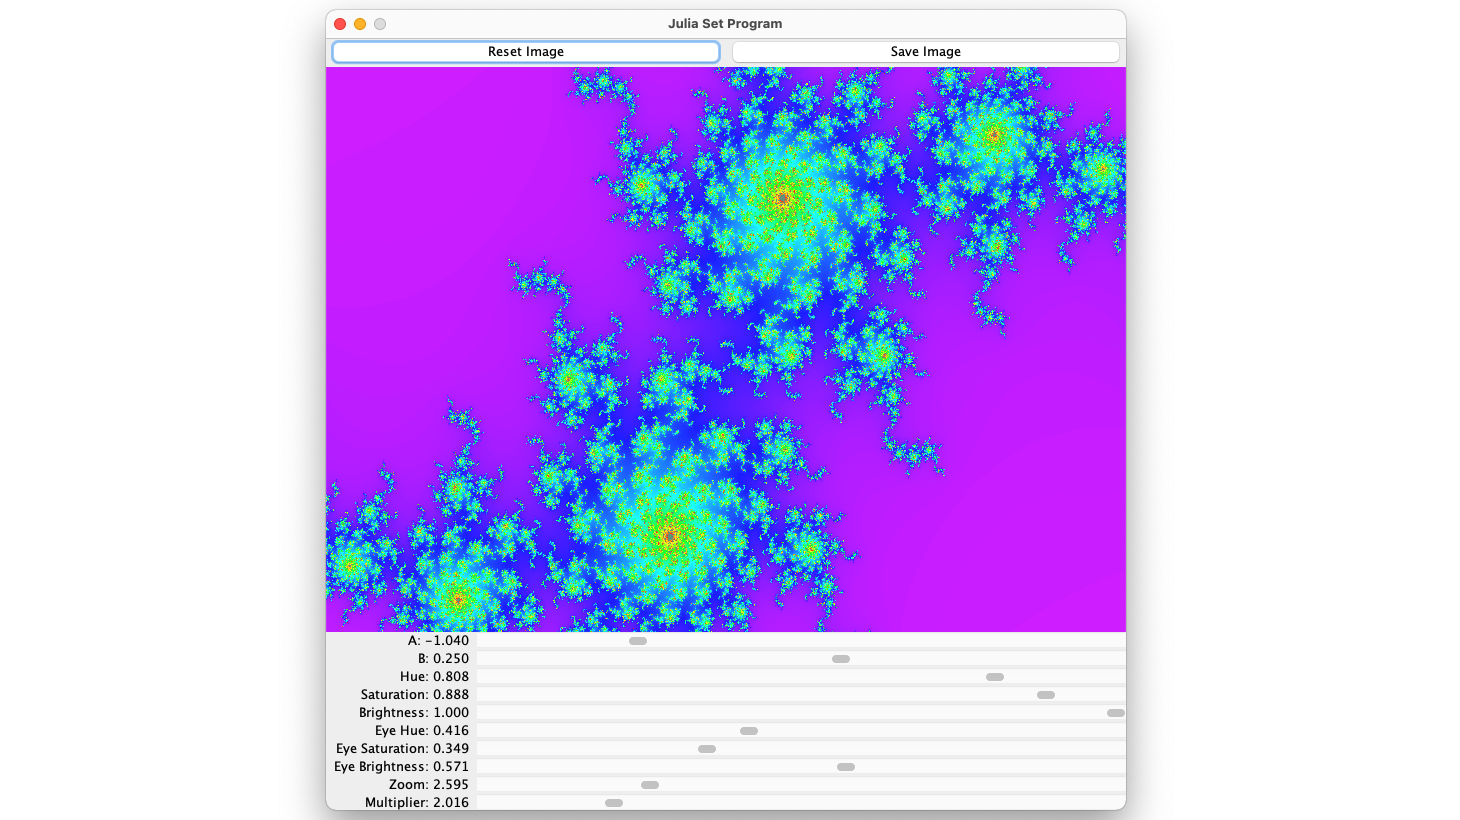 Julia Set Program
Reset Image
Save Image
A: -1.040
B: 0.250
Hue: 0.808
Saturation: 0.888
Brightness: 1.000
Eye Hue: 0.416
Eye Saturation: 0.349
Eye Brightness: 0.571
Zoom: 2.595
Multiplier: 2.016